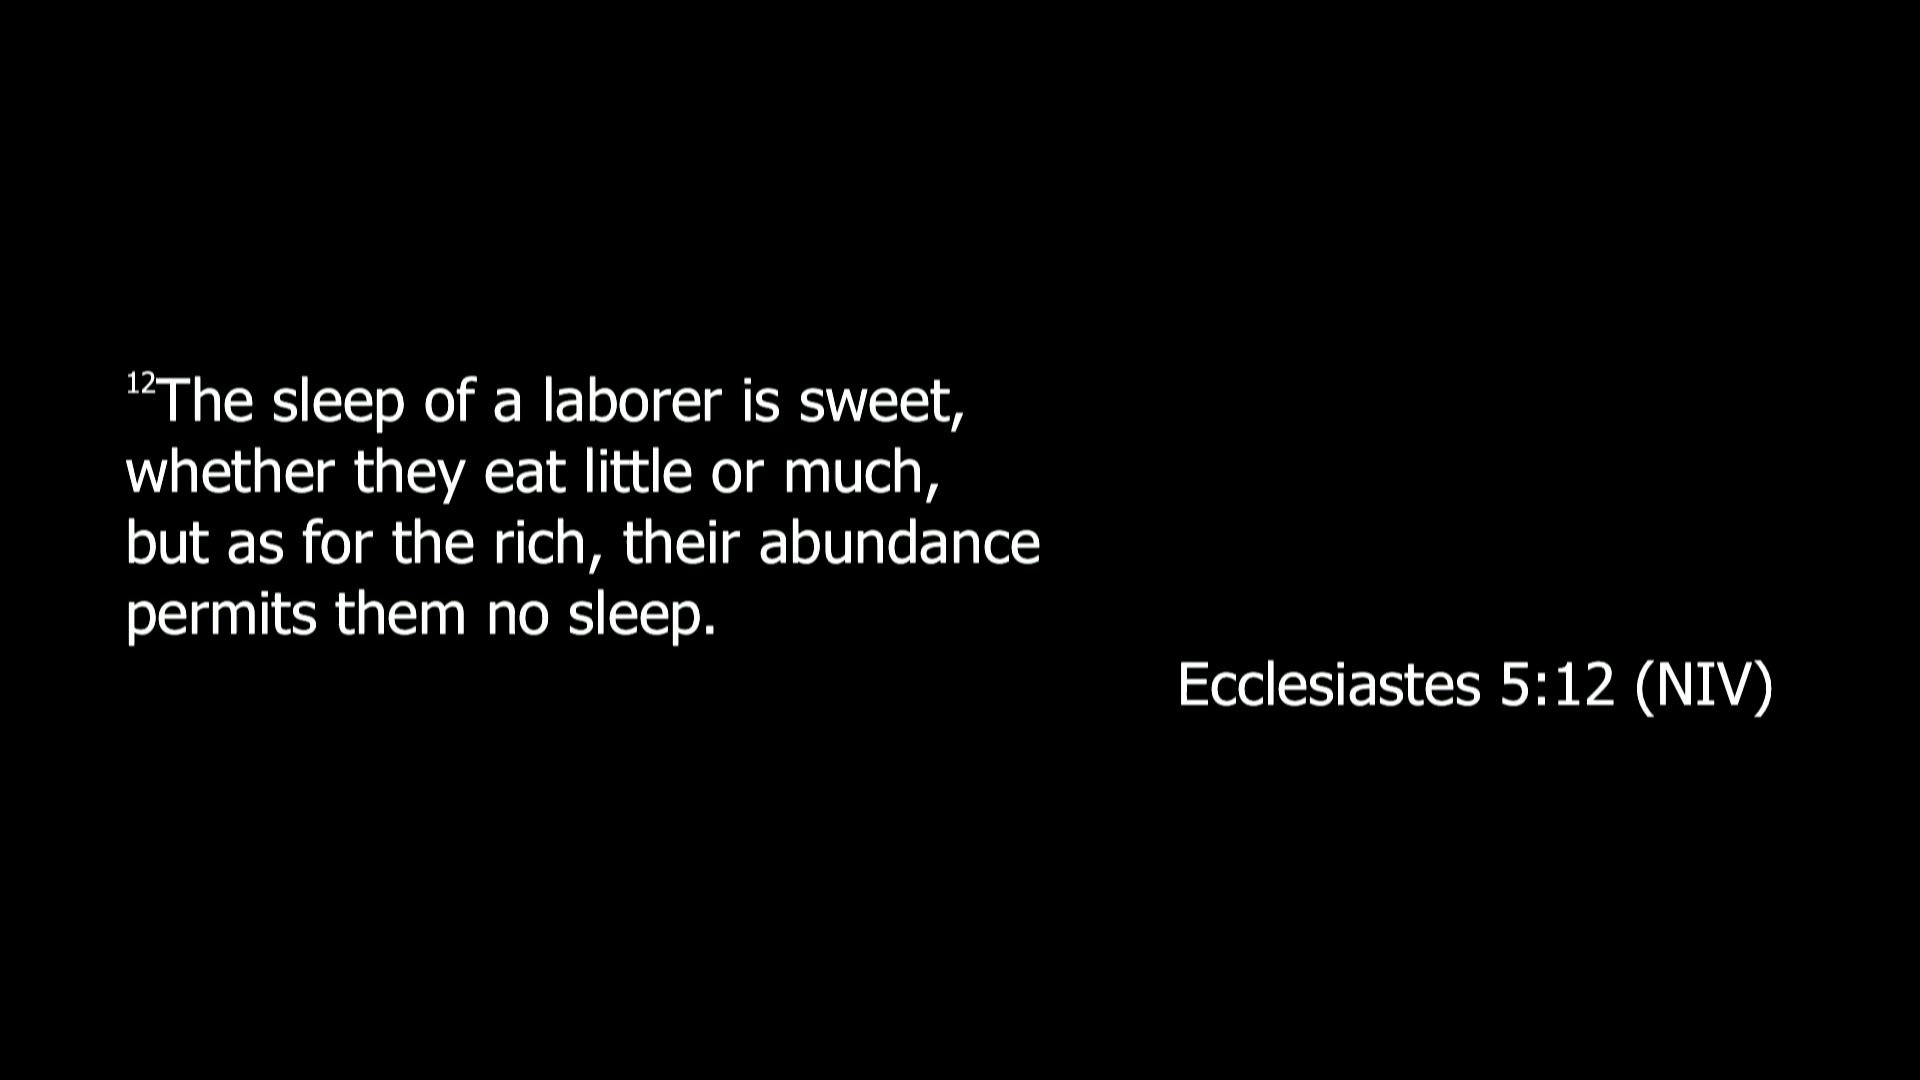 ¹²The sleep of a laborer is sweet,
whether they eat little or much,
but as for the rich, their abundance
permits them no sleep.
Ecclesiastes 5:12 (NIV)